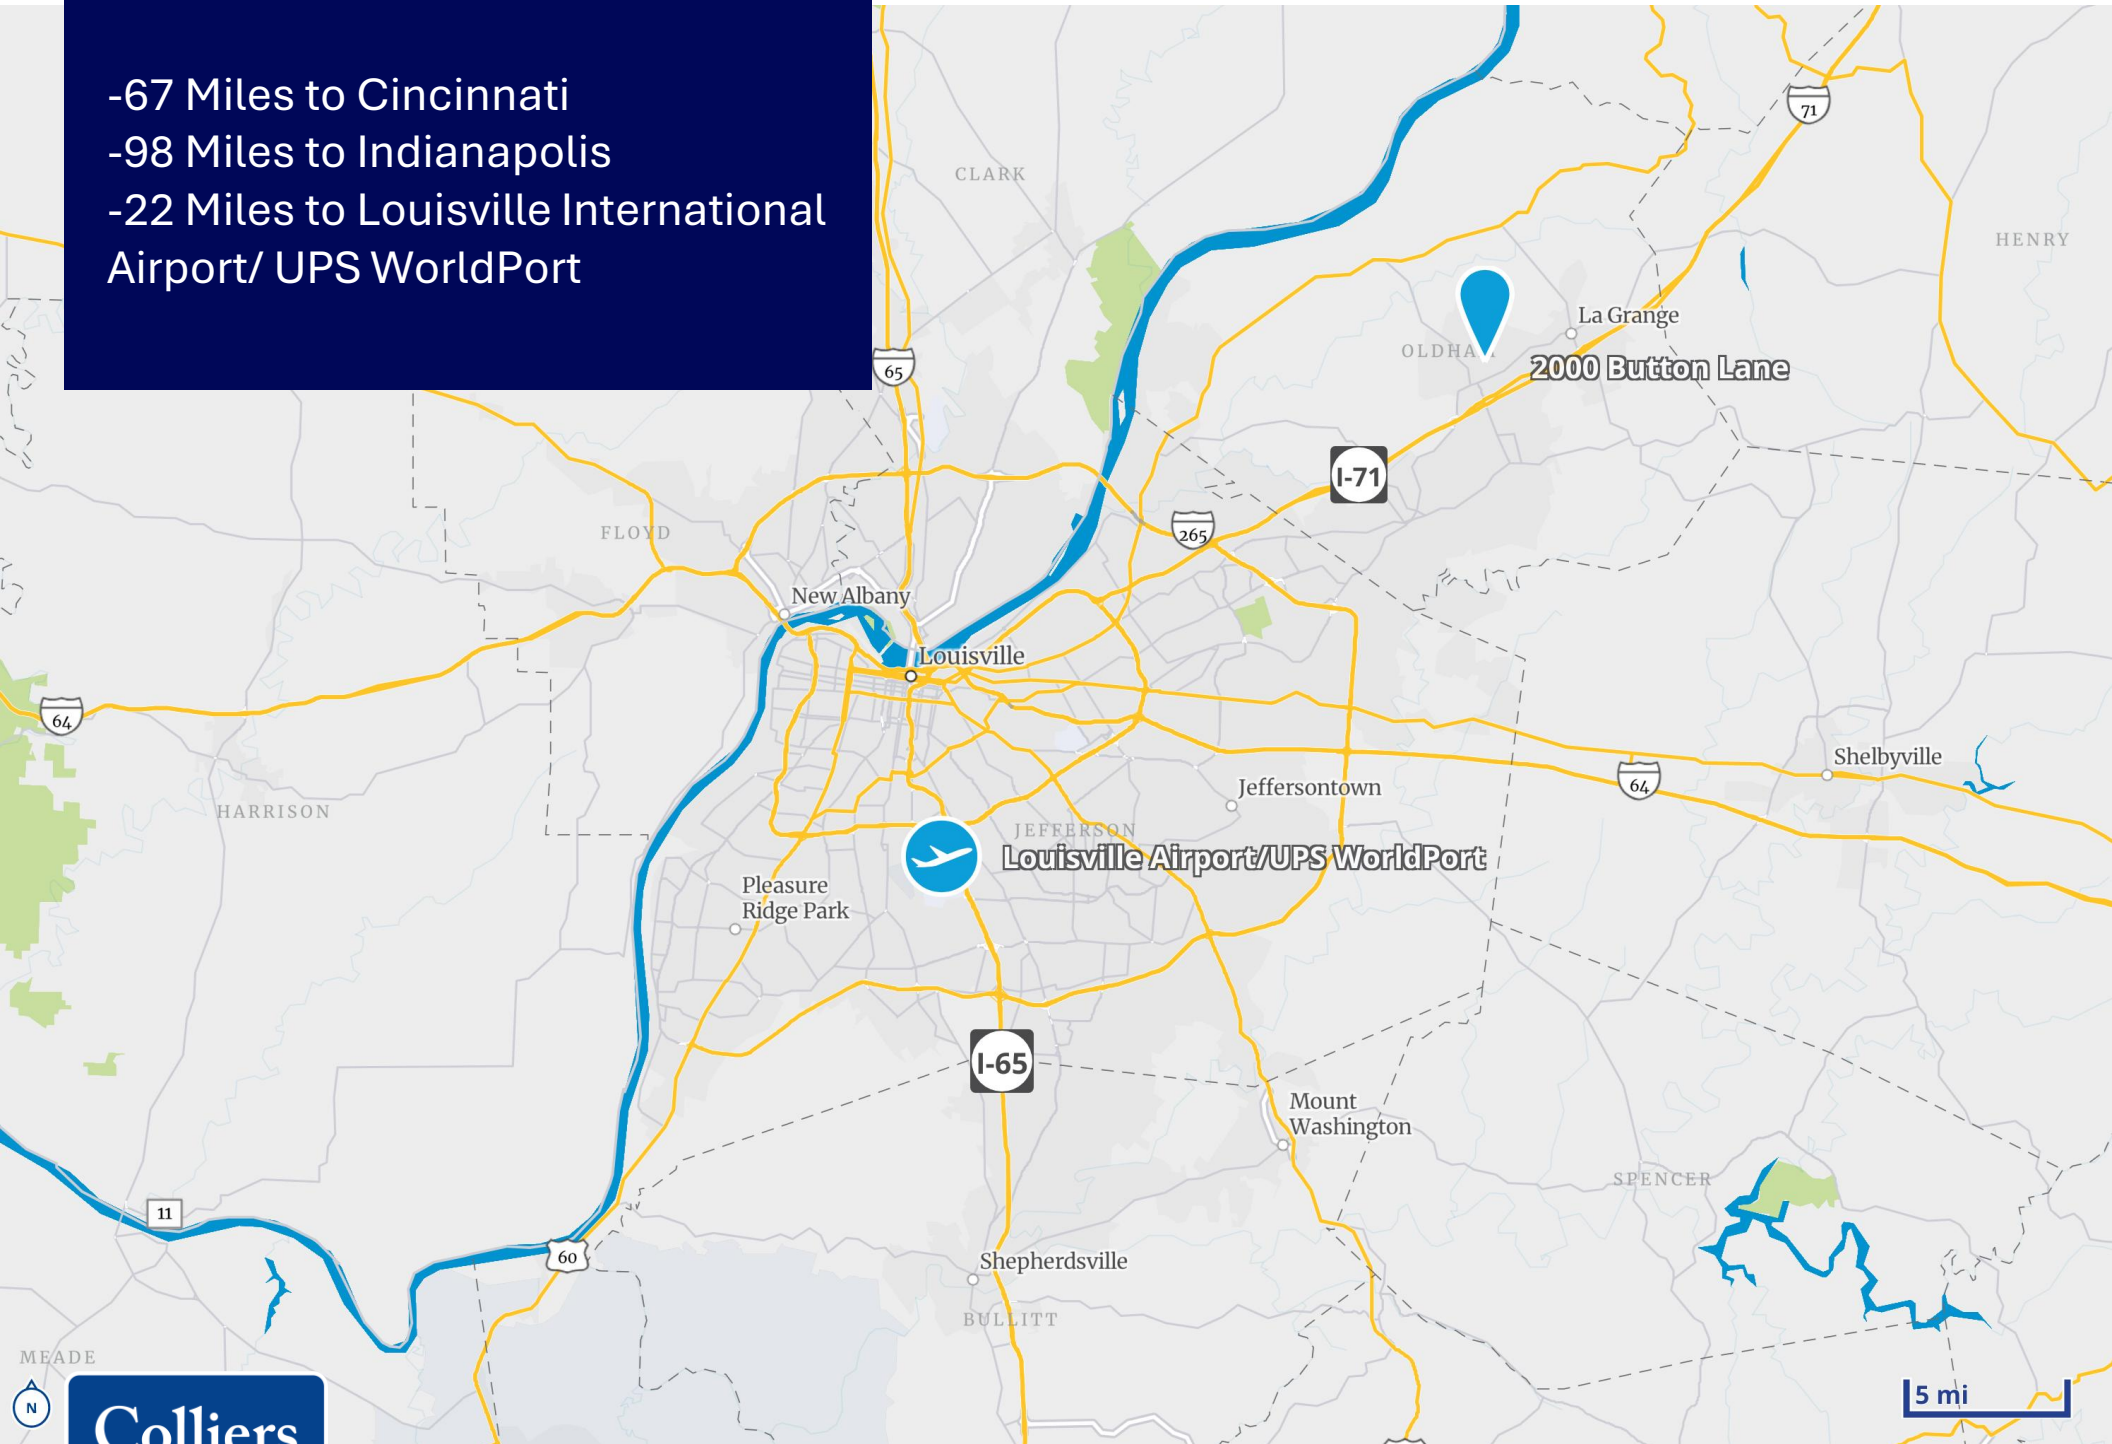 -67 Miles to Cincinnati
-98 Miles to Indianapolis
-22 Miles to Louisville International
Airport/ UPS WorldPort
71
CLARK
HENRY
La Grange
OLDHAM
2000 Button Lane
65
I-71
265
FLOYD
New Albany
Louisville
64
Shelbyville
64
Jeffersontown
HARRISON
JEFFERSON
Louisville Airport/UPS WorldPort
Pleasure
Ridge Park
I-65
Mount
Washington
SPENCER
11
60
Shepherdsville
BULLITT
MEADE
N
Colliers
5 mi